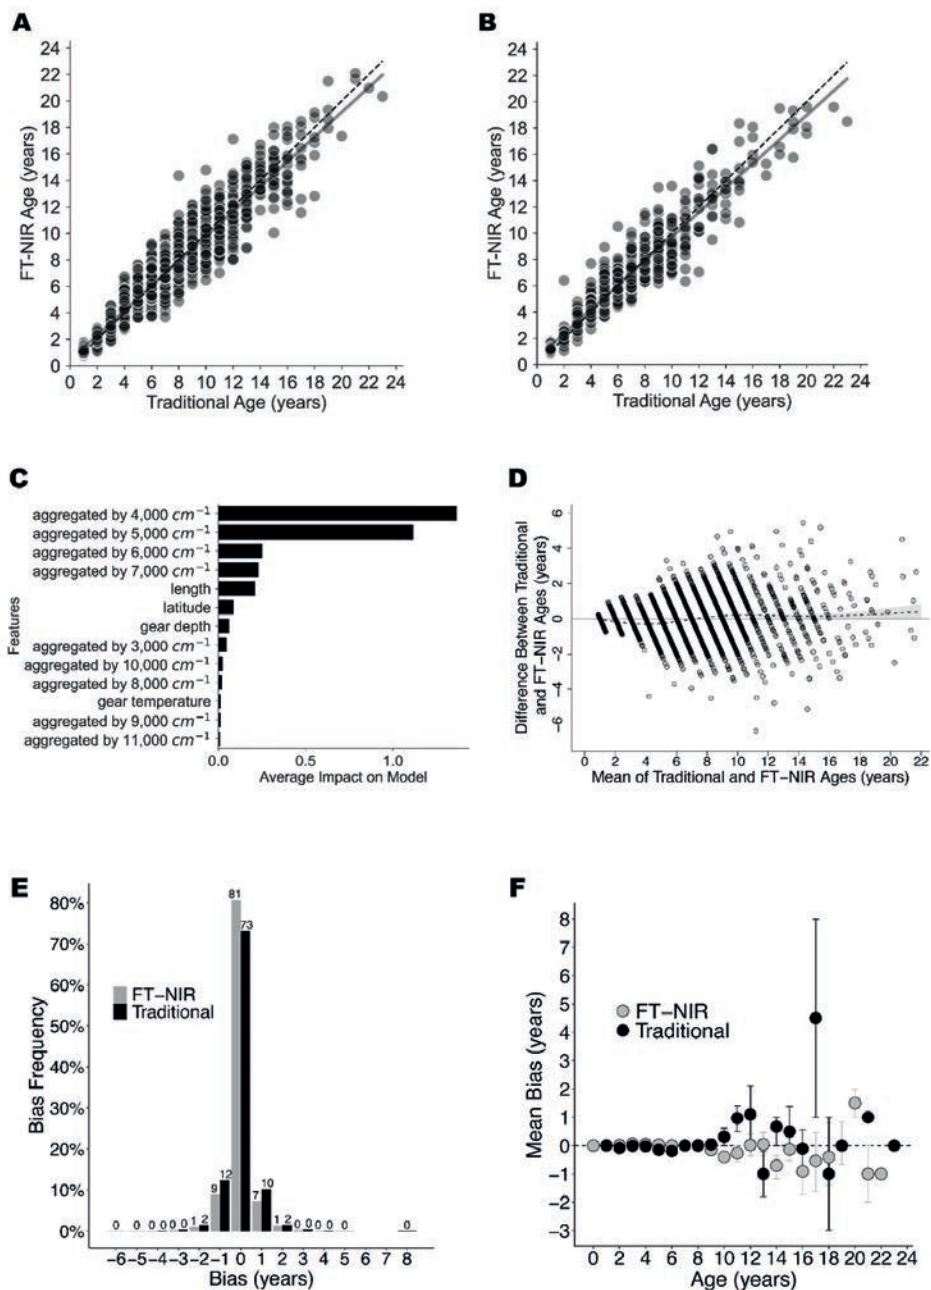 A
24
22
20
18
16
14
12
10
8
6
4
2
0
FT-NIR Age (years)
0 2 4 6 8 10 12 14 16 18 20 22 24
Traditional Age (years)
B
24
22
20
18
16
14
12
10
8
6
4
2
0
FT-NIR Age (years)
0 2 4 6 8 10 12 14 16 18 20 22 24
Traditional Age (years)
C
Features
aggregated by 4,000 cm⁻¹
aggregated by 5,000 cm⁻¹
aggregated by 6,000 cm⁻¹
aggregated by 7,000 cm⁻¹
length
latitude
gear depth
aggregated by 3,000 cm⁻¹
aggregated by 10,000 cm⁻¹
aggregated by 8,000 cm⁻¹
gear temperature
aggregated by 9,000 cm⁻¹
aggregated by 11,000 cm⁻¹
0.0 0.5 1.0
Average Impact on Model
D
Difference Between Traditional
and FT-NIR Ages (years)
6
4
2
0
−2
−4
−6
0 2 4 6 8 10 12 14 16 18 20 22
Mean of Traditional and FT−NIR Ages (years)
E
Bias Frequency
80%
70%
60%
50%
40%
30%
20%
10%
0%
81
73
FT−NIR
Traditional
9 12 7 10
0 0 0 0 0 0 1 2 1 2 0 0 0 0 0 0
−6 −5 −4 −3 −2 −1 0 1 2 3 4 5 6 7 8
Bias (years)
F
Mean Bias (years)
8
7
6
5
4
3
2
1
0
−1
−2
−3
FT−NIR
Traditional
0 2 4 6 8 10 12 14 16 18 20 22 24
Age (years)